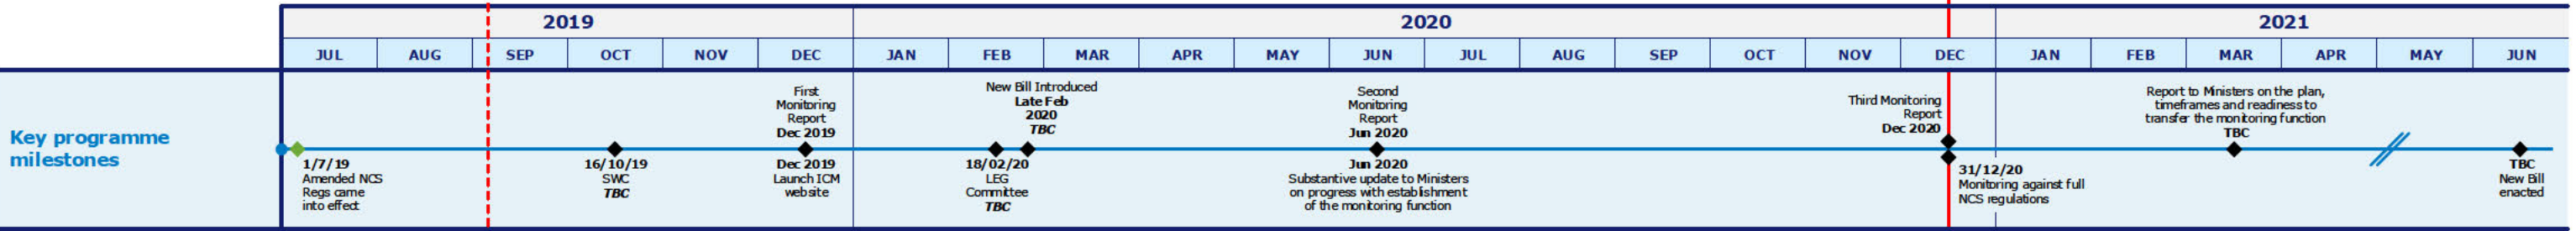 2019 2020 2021
JUL AUG SEP OCT NOV DEC JAN FEB MAR APR MAY JUN JUL AUG SEP OCT NOV DEC JAN FEB MAR APR MAY JUN
Key programme
milestones
1/7/19
Amended NCS
Regs came
into effect
16/10/19
SWC
TBC
First
Monitoring
Report
Dec 2019
Dec 2019
Launch ICM
website
New Bill Introduced
Late Feb
2020
TBC
18/02/20
LEG
Committee
TBC
Second
Monitoring
Report
Jun 2020
Jun 2020
Substantive update to Ministers
on progress with establishment
of the monitoring function
Third Monitoring
Report
Dec 2020
31/12/20
Monitoring against full
NCS regulations
Report to Ministers on the plan,
timeframes and readiness to
transfer the monitoring function
TBC
TBC
New Bill
enacted